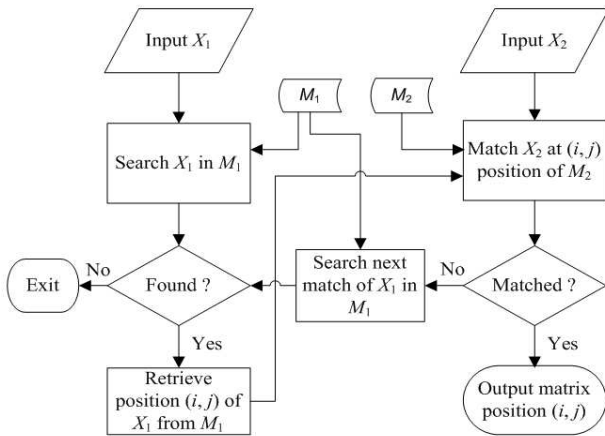 Input X₁
Input X₂
M₁
M₂
Search X₁ in M₁
Match X₂ at (i, j)
position of M₂
Exit
No
Found ?
Search next
match of X₁ in
M₁
No
Matched ?
Yes
Yes
Retrieve
position (i, j) of
X₁ from M₁
Output matrix
position (i, j)